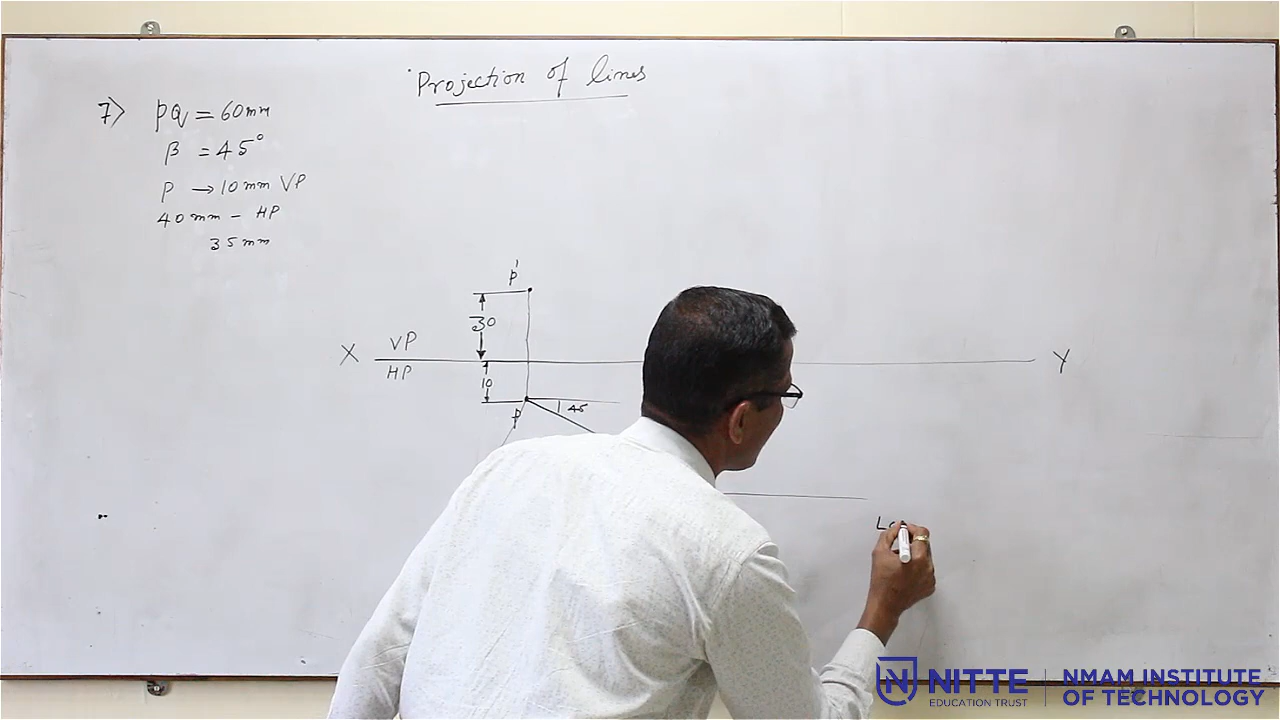 Projection of lines
7) PQ = 60mm
β = 45°
P → 10mm VP
40mm – HP
35mm
p'
30
X VP Y
HP
10
p 45
NITTE
EDUCATION TRUST
NMAM INSTITUTE
OF TECHNOLOGY